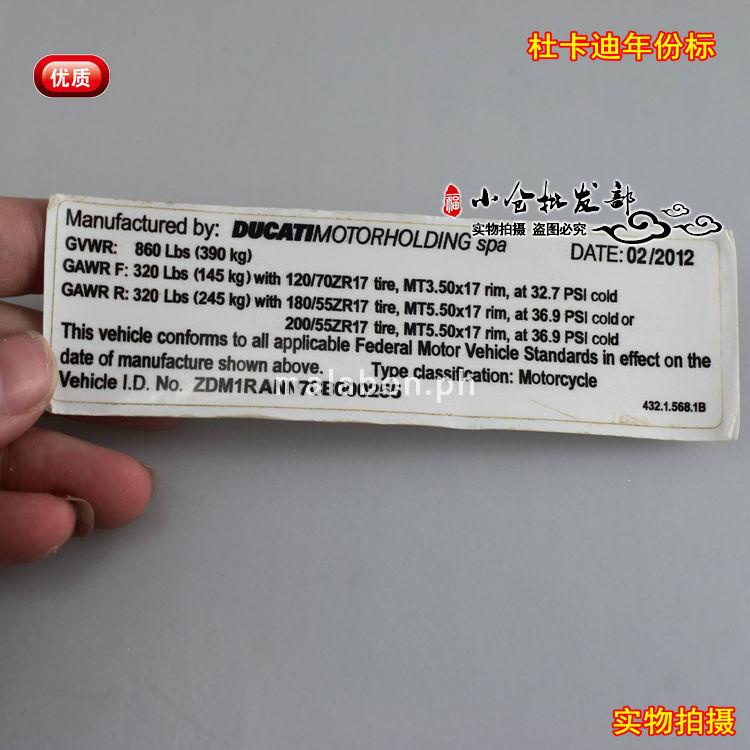 杜卡迪年份标
优质
福
小仓批发部
实物拍摄 盗图必究
Manufactured by: DUCATIMOTORHOLDING spa
DATE: 02/2012
GVWR: 860 Lbs (390 kg)
GAWR F: 320 Lbs (145 kg) with 120/70ZR17 tire, MT3.50x17 rim, at 32.7 PSI cold
GAWR R: 320 Lbs (245 kg) with 180/55ZR17 tire, MT5.50x17 rim, at 36.9 PSI cold or
200/55ZR17 tire, MT5.50x17 rim, at 36.9 PSI cold
This vehicle conforms to all applicable Federal Motor Vehicle Standards in effect on the
date of manufacture shown above. Type classification: Motorcycle
Vehicle I.D. No.
malaben.ph
432.1.568.1B
实物拍摄